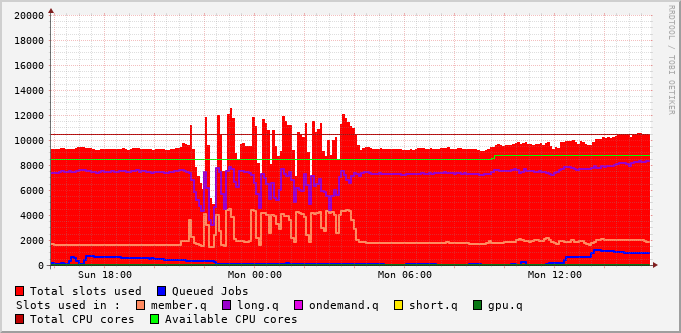 20000
18000
16000
14000
12000
10000
8000
6000
4000
2000
0
Sun 18:00 Mon 00:00 Mon 06:00 Mon 12:00
RRDTOOL / TOBI OETIKER
Total slots used Queued Jobs
Slots used in : member.q long.q ondemand.q short.q gpu.q
Total CPU cores Available CPU cores